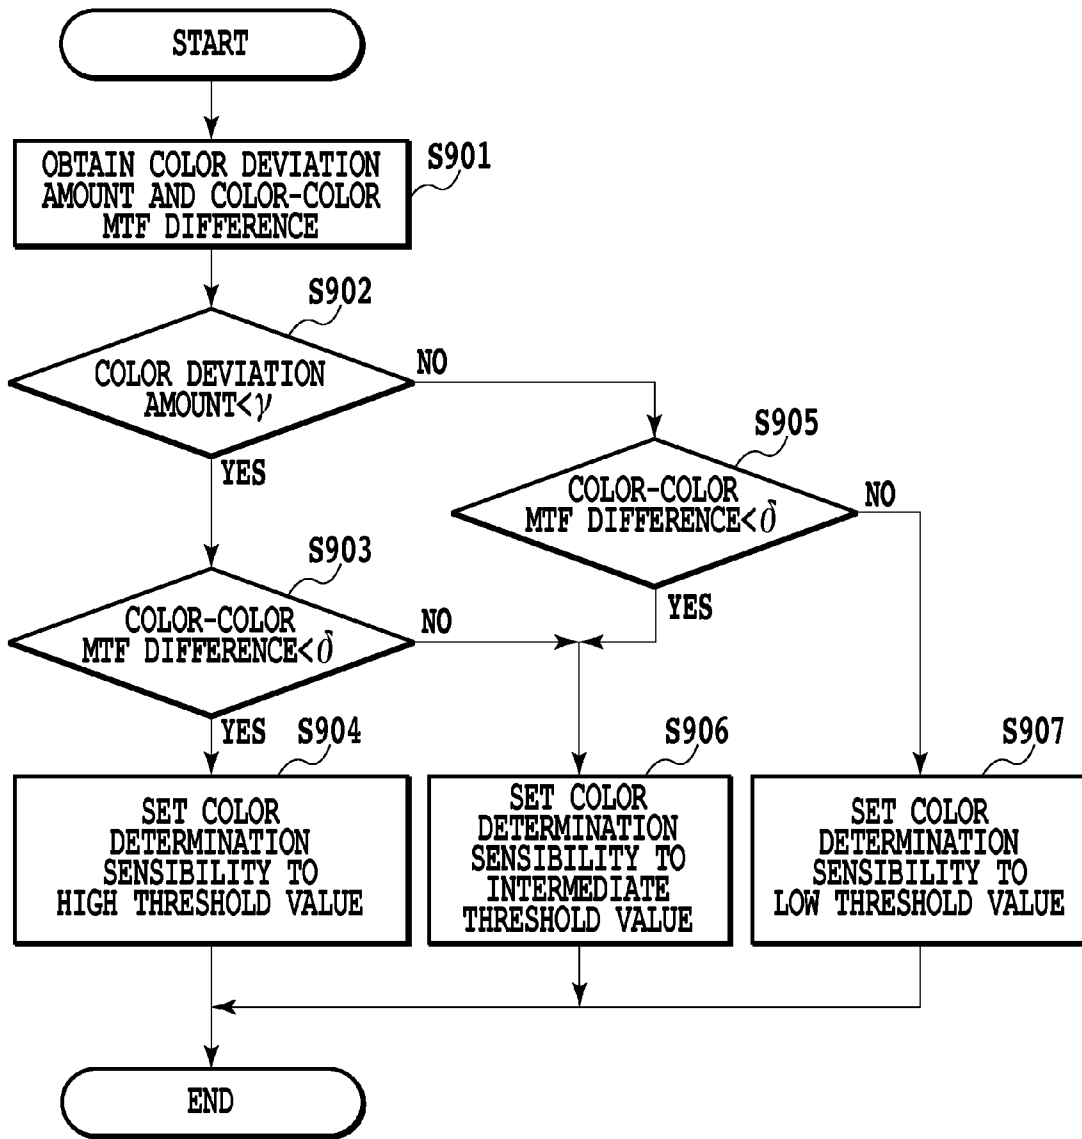 START
S901
OBTAIN COLOR DEVIATION
AMOUNT AND COLOR-COLOR
MTF DIFFERENCE
S902
COLOR DEVIATION
AMOUNT<γ
NO
YES
S905
COLOR-COLOR
MTF DIFFERENCE<δ
NO
YES
S903
COLOR-COLOR
MTF DIFFERENCE<δ
NO
YES
S904
SET COLOR
DETERMINATION
SENSIBILITY TO
HIGH THRESHOLD VALUE
S906
SET COLOR
DETERMINATION
SENSIBILITY TO
INTERMEDIATE
THRESHOLD VALUE
S907
SET COLOR
DETERMINATION
SENSIBILITY TO
LOW THRESHOLD VALUE
END